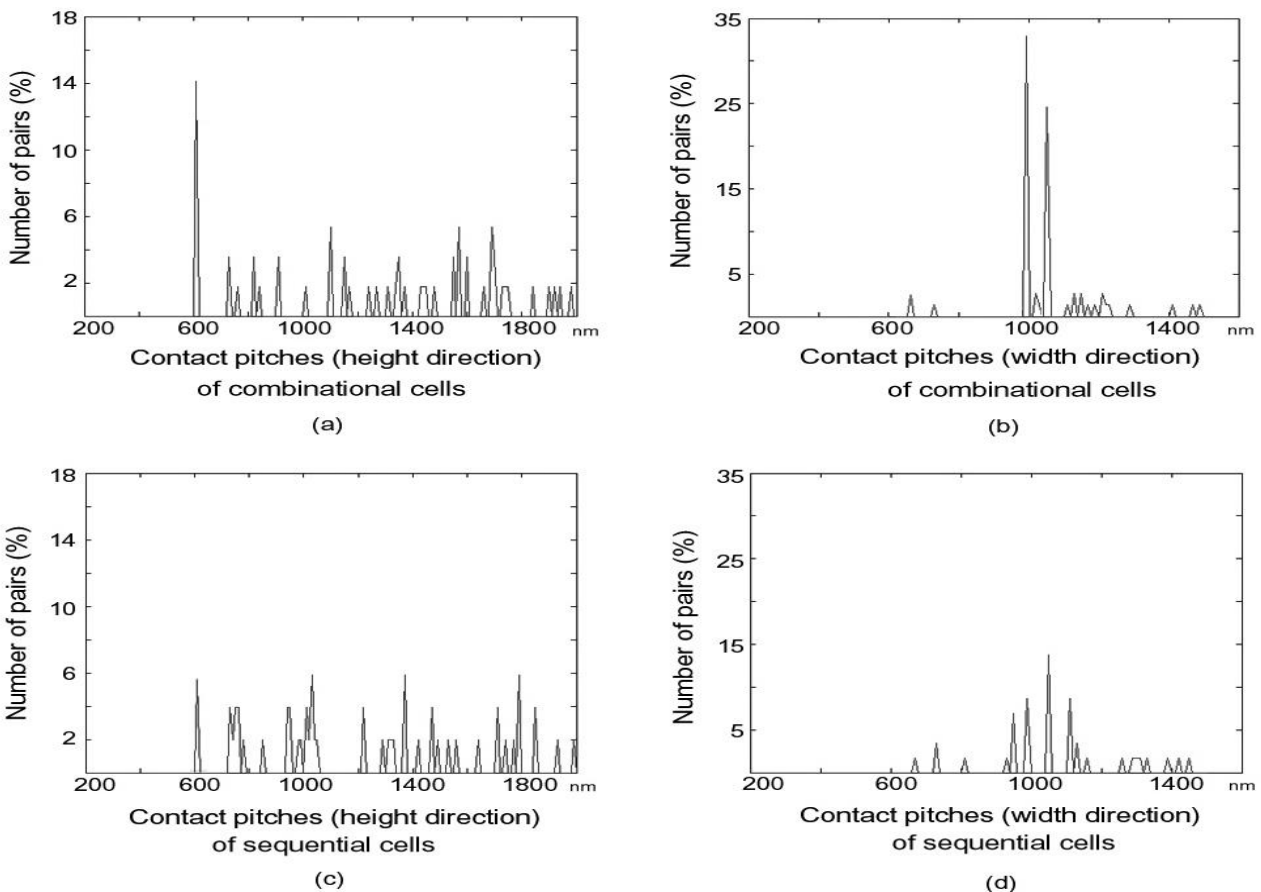 18
14
10
6
2
Number of pairs (%)
200 600 1000 1400 1800 nm
Contact pitches (height direction)
of combinational cells
(a)
35
25
15
5
Number of pairs (%)
200 600 1000 1400 nm
Contact pitches (width direction)
of combinational cells
(b)
18
14
10
6
2
Number of pairs (%)
200 600 1000 1400 1800 nm
Contact pitches (height direction)
of sequential cells
(c)
35
25
15
5
Number of pairs (%)
200 600 1000 1400 nm
Contact pitches (width direction)
of sequential cells
(d)